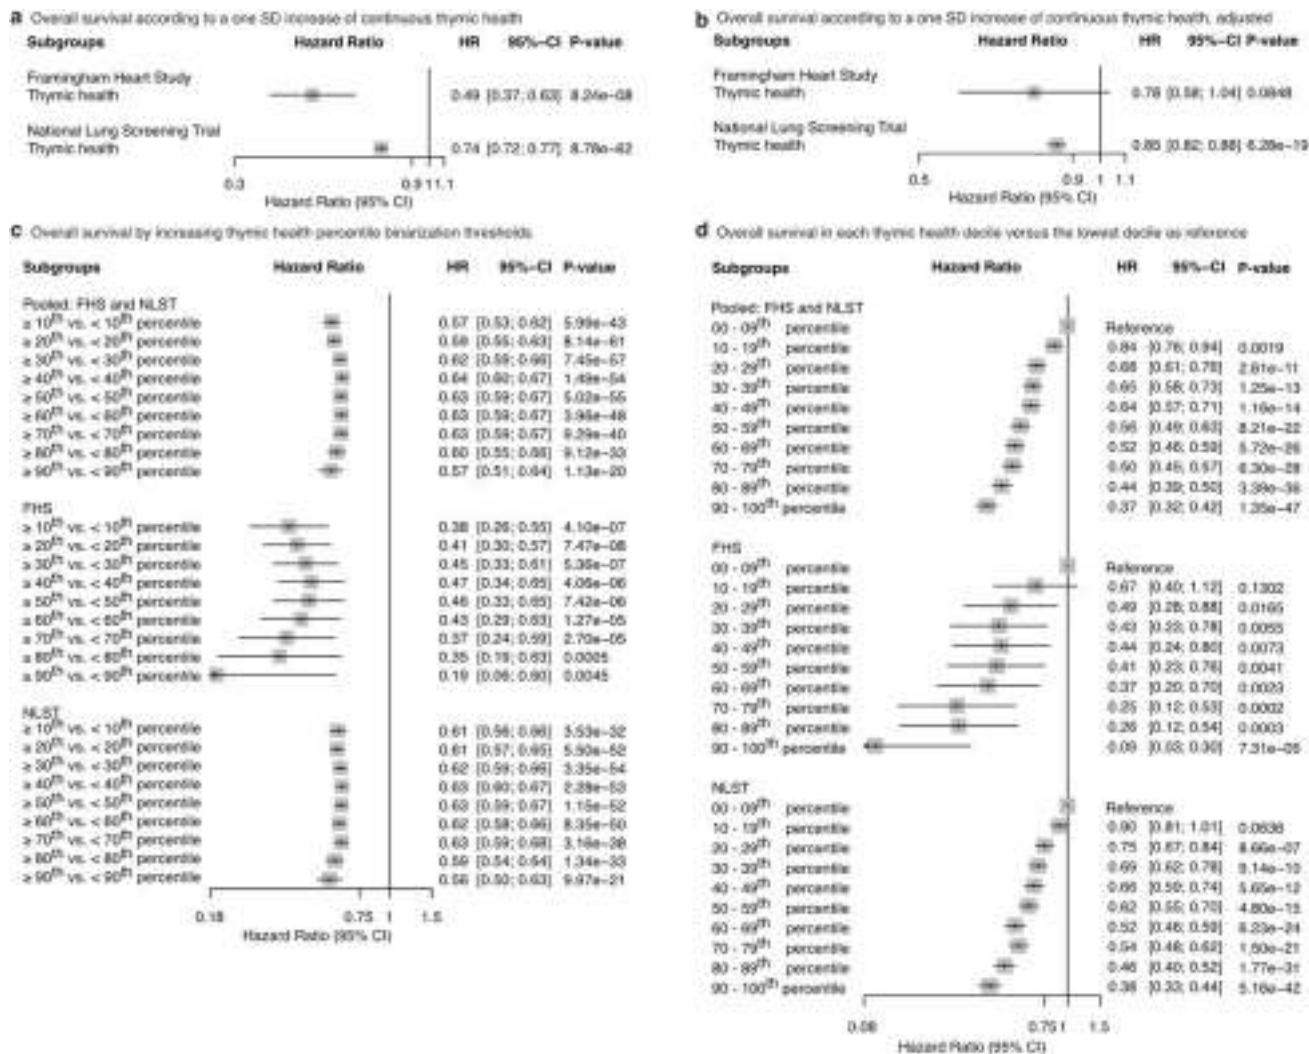 a Overall survival according to a one SD increase of continuous thymic health
Subgroups Hazard Ratio HR 95%-CI P-value
Framingham Heart Study
Thymic health 0.49 [0.37; 0.63] 8.24e-08
National Lung Screening Trial
Thymic health 0.74 [0.72; 0.77] 8.78e-62
0.3 0.9 1 1.1
Hazard Ratio (95% CI)
b Overall survival according to a one SD increase of continuous thymic health, adjusted
Subgroups Hazard Ratio HR 95%-CI P-value
Framingham Heart Study
Thymic health 0.78 [0.58; 1.04] 0.0848
National Lung Screening Trial
Thymic health [0.82; 0.88] 6.28e-19
0.5 0.9 1 1.1
Hazard Ratio (95% CI)
c Overall survival by increasing thymic health percentile binarization thresholds
Subgroups Hazard Ratio HR 95%-CI P-value
Pooled: FHS and NLST
≥ 10th vs. < 10th percentile 0.57 [0.53; 0.62] 5.99e-43
≥ 20th vs. < 20th percentile 0.59 [0.55; 0.63] 8.14e-61
≥ 30th vs. < 30th percentile 0.62 [0.59; 0.66] 7.45e-57
≥ 40th vs. < 40th percentile 0.64 [0.60; 0.67] 1.49e-54
≥ 50th vs. < 50th percentile 0.63 [0.59; 0.67] 5.02e-55
≥ 60th vs. < 60th percentile 0.63 [0.59; 0.67] 3.96e-48
≥ 70th vs. < 70th percentile 0.63 [0.59; 0.67] 9.29e-40
≥ 80th vs. < 80th percentile 0.60 [0.55; 0.66] 9.12e-33
≥ 90th vs. < 90th percentile 0.57 [0.51; 0.64] 1.13e-20
FHS
≥ 10th vs. < 10th percentile 0.38 [0.26; 0.55] 4.10e-07
≥ 20th vs. < 20th percentile 0.41 [0.30; 0.57] 7.47e-08
≥ 30th vs. < 30th percentile 0.45 [0.33; 0.61] 5.36e-07
≥ 40th vs. < 40th percentile 0.47 [0.34; 0.65] 4.06e-06
≥ 50th vs. < 50th percentile 0.46 [0.33; 0.65] 7.42e-06
≥ 60th vs. < 60th percentile 0.43 [0.29; 0.63] 1.27e-05
≥ 70th vs. < 70th percentile 0.37 [0.24; 0.59] 2.70e-05
≥ 80th vs. < 80th percentile 0.35 [0.19; 0.63] 0.0005
≥ 90th vs. < 90th percentile 0.19 [0.06; 0.60] 0.0045
NLST
≥ 10th vs. < 10th percentile 0.61 [0.56; 0.66] 3.53e-32
≥ 20th vs. < 20th percentile 0.61 [0.57; 0.65] 5.50e-52
≥ 30th vs. < 30th percentile 0.62 [0.59; 0.66] 3.35e-54
≥ 40th vs. < 40th percentile 0.63 [0.60; 0.67] 2.28e-53
≥ 50th vs. < 50th percentile 0.63 [0.59; 0.67] 1.15e-52
≥ 60th vs. < 60th percentile 0.62 [0.58; 0.66] 8.35e-50
≥ 70th vs. < 70th percentile 0.63 [0.59; 0.68] 3.16e-38
≥ 80th vs. < 80th percentile 0.59 [0.54; 0.64] 1.34e-33
≥ 90th vs. < 90th percentile 0.56 [0.50; 0.63] 9.97e-21
0.18 0.75 1 1.5
Hazard Ratio (95% CI)
d Overall survival in each thymic health decile versus the lowest decile as reference
Subgroups Hazard Ratio HR 95%-CI P-value
Pooled: FHS and NLST
00 - 09th percentile Reference
10 - 19th percentile 0.84 [0.76; 0.94] 0.0019
20 - 29th percentile 0.68 [0.61; 0.76] 2.61e-11
30 - 39th percentile 0.65 [0.58; 0.73] 1.25e-13
40 - 49th percentile 0.64 [0.57; 0.71] 1.16e-14
50 - 59th percentile 0.56 [0.49; 0.63] 8.21e-22
60 - 69th percentile 0.52 [0.46; 0.59] 5.72e-26
70 - 79th percentile 0.50 [0.45; 0.57] 6.30e-28
80 - 89th percentile 0.44 [0.39; 0.50] 3.39e-36
90 - 100th percentile 0.37 [0.32; 0.42] 1.35e-47
FHS
00 - 09th percentile Reference
10 - 19th percentile 0.67 [0.40; 1.12] 0.1302
20 - 29th percentile 0.49 [0.28; 0.88] 0.0165
30 - 39th percentile 0.43 [0.23; 0.78] 0.0055
40 - 49th percentile 0.44 [0.24; 0.80] 0.0073
50 - 59th percentile 0.41 [0.23; 0.76] 0.0041
60 - 69th percentile 0.37 [0.20; 0.70] 0.0023
70 - 79th percentile 0.25 [0.12; 0.53] 0.0002
80 - 89th percentile 0.26 [0.12; 0.54] 0.0003
90 - 100th percentile 0.09 [0.03; 0.30] 7.31e-05
NLST
00 - 09th percentile Reference
10 - 19th percentile 0.90 [0.81; 1.01] 0.0636
20 - 29th percentile 0.75 [0.67; 0.84] 8.66e-07
30 - 39th percentile 0.69 [0.62; 0.78] 9.14e-10
40 - 49th percentile 0.66 [0.59; 0.74] 5.65e-12
50 - 59th percentile 0.62 [0.55; 0.70] 4.80e-15
60 - 69th percentile 0.52 [0.46; 0.59] 6.23e-24
70 - 79th percentile 0.54 [0.48; 0.62] 1.50e-21
80 - 89th percentile 0.46 [0.40; 0.52] 1.77e-31
90 - 100th percentile 0.38 [0.33; 0.44] 5.16e-42
0.08 0.75 1 1.5
Hazard Ratio (95% CI)